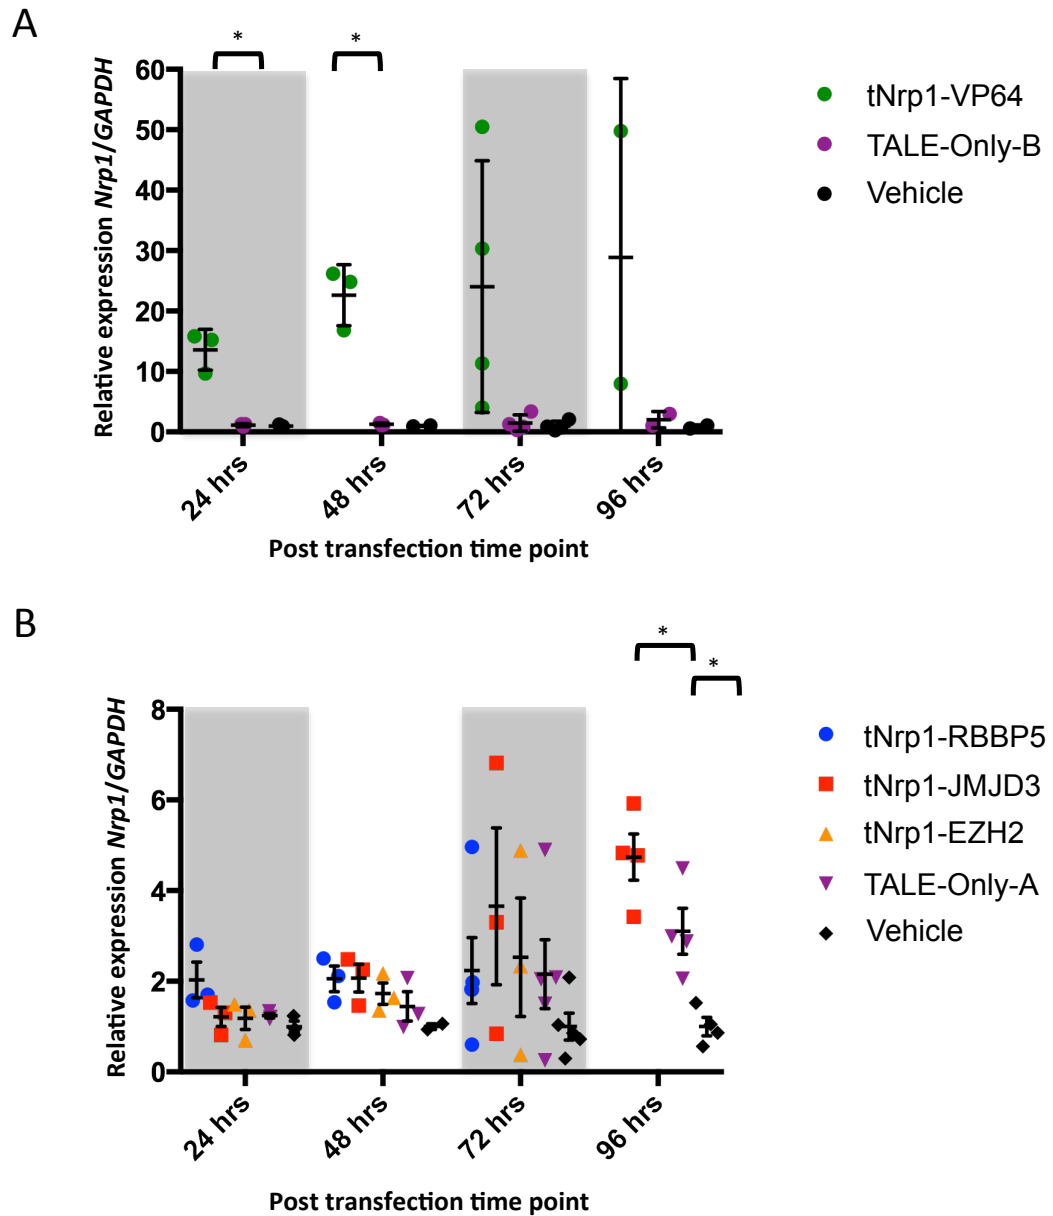 A
* *
Relative expression Nrp1/GAPDH
60
50
40
30
20
10
0
24 hrs
48 hrs
72 hrs
96 hrs
Post transfection time point
tNrp1-VP64
TALE-Only-B
Vehicle
B
*
*
Relative expression Nrp1/GAPDH
8
6
4
2
0
24 hrs
48 hrs
72 hrs
96 hrs
Post transfection time point
tNrp1-RBBP5
tNrp1-JMJD3
tNrp1-EZH2
TALE-Only-A
Vehicle